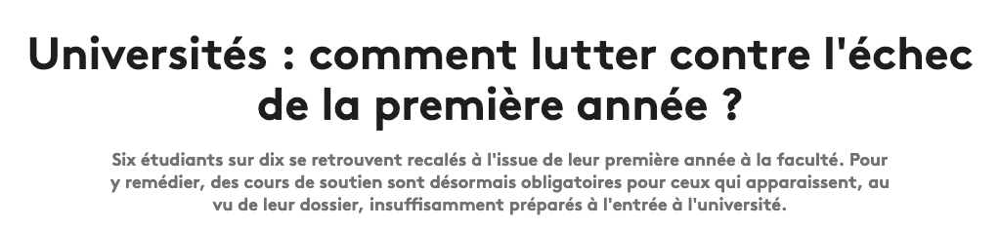 Universités : comment lutter contre l'échec
de la première année ?
Six étudiants sur dix se retrouvent recalés à l'issue de leur première année à la faculté. Pour
y remédier, des cours de soutien sont désormais obligatoires pour ceux qui apparaissent, au
vu de leur dossier, insuffisamment préparés à l'entrée à l'université.